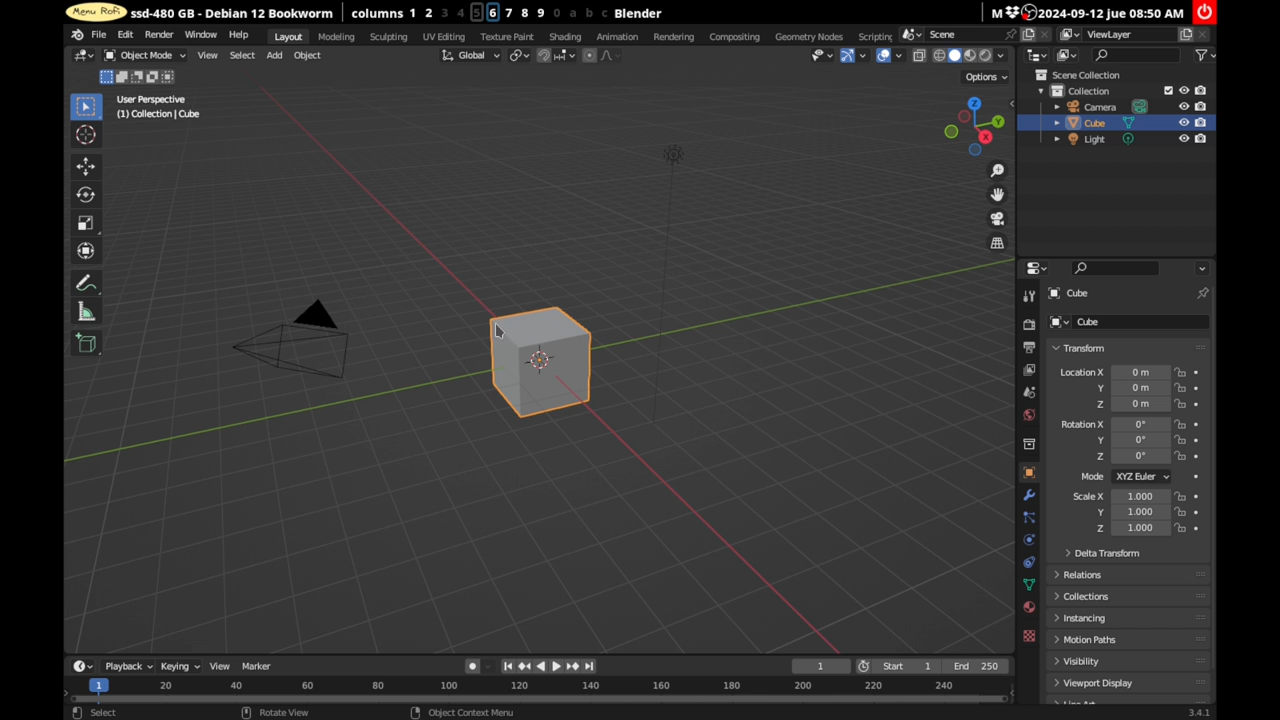 Menu Rofi ssd-480 GB - Debian 12 Bookworm columns 1 2 3 4 5 6 7 8 9 0 a b c Blender M 2024-09-12 jue 08:50 AM
File Edit Render Window Help Layout Modeling Sculpting UV Editing Texture Paint Shading Animation Rendering Compositing Geometry Nodes Scripting Scene ViewLayer
Object Mode View Select Add Object Global
Options
User Perspective
(1) Collection | Cube
Z
Y
X
Scene Collection
Collection
Camera
Cube
Light
Cube
Cube
Transform
Location X 0 m
Y 0 m
Z 0 m
Rotation X 0°
Y 0°
Z 0°
Mode XYZ Euler
Scale X 1.000
Y 1.000
Z 1.000
Delta Transform
Relations
Collections
Instancing
Motion Paths
Visibility
Viewport Display
Playback Keying View Marker 1 Start 1 End 250
1 20 40 60 80 100 120 140 160 180 200 220 240
Select Rotate View Object Context Menu 3.4.1